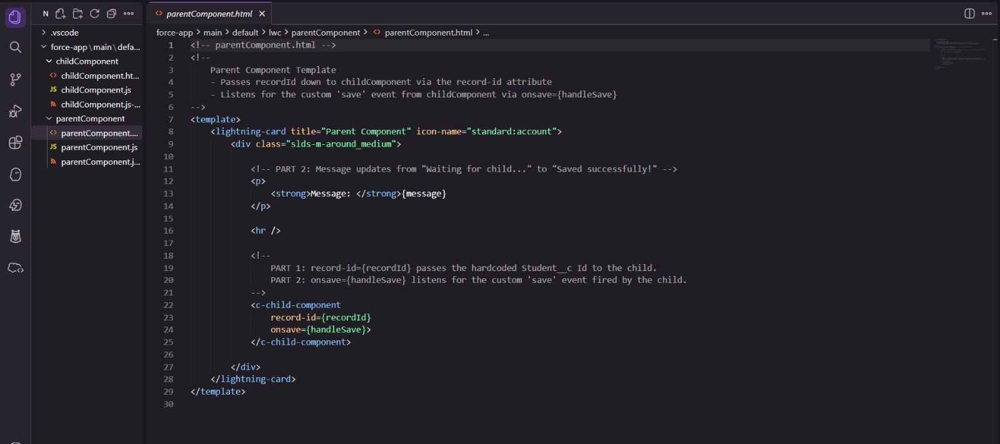 N
.vscode
force-app\main\defa...
childComponent
childComponent.ht...
JS childComponent.js
childComponent.js-...
parentComponent
parentComponent....
JS parentComponent.js
parentComponent.j...
parentComponent.html
force-app > main > default > lwc > parentComponent > parentComponent.html > ...
1 <!-- parentComponent.html -->
2 <!--
3 Parent Component Template
4 - Passes recordId down to childComponent via the record-id attribute
5 - Listens for the custom 'save' event from childComponent via onsave={handleSave}
6 -->
7 <template>
8 <lightning-card title="Parent Component" icon-name="standard:account">
9 <div class="slds-m-around_medium">
10
11 <!-- PART 2: Message updates from "Waiting for child..." to "Saved successfully!" -->
12 <p>
13 <strong>Message: </strong>{message}
14 </p>
15
16 <hr />
17
18 <!--
19 PART 1: record-id={recordId} passes the hardcoded Student__c Id to the child.
20 PART 2: onsave={handleSave} listens for the custom 'save' event fired by the child.
21 -->
22 <c-child-component
23 record-id={recordId}
24 onsave={handleSave}>
25 </c-child-component>
26
27 </div>
28 </lightning-card>
29 </template>
30